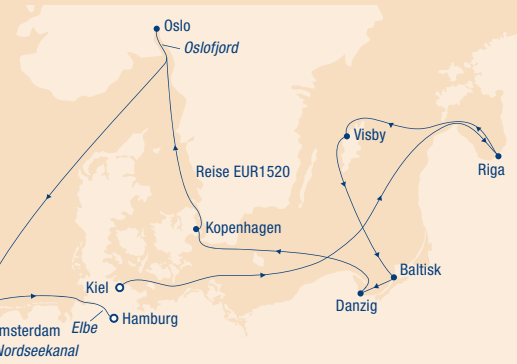 Oslo
Oslofjord
Visby
Riga
Reise EUR1520
Kopenhagen
Baltisk
Kiel
Danzig
Hamburg
Elbe
msterdam
Nordseekanal